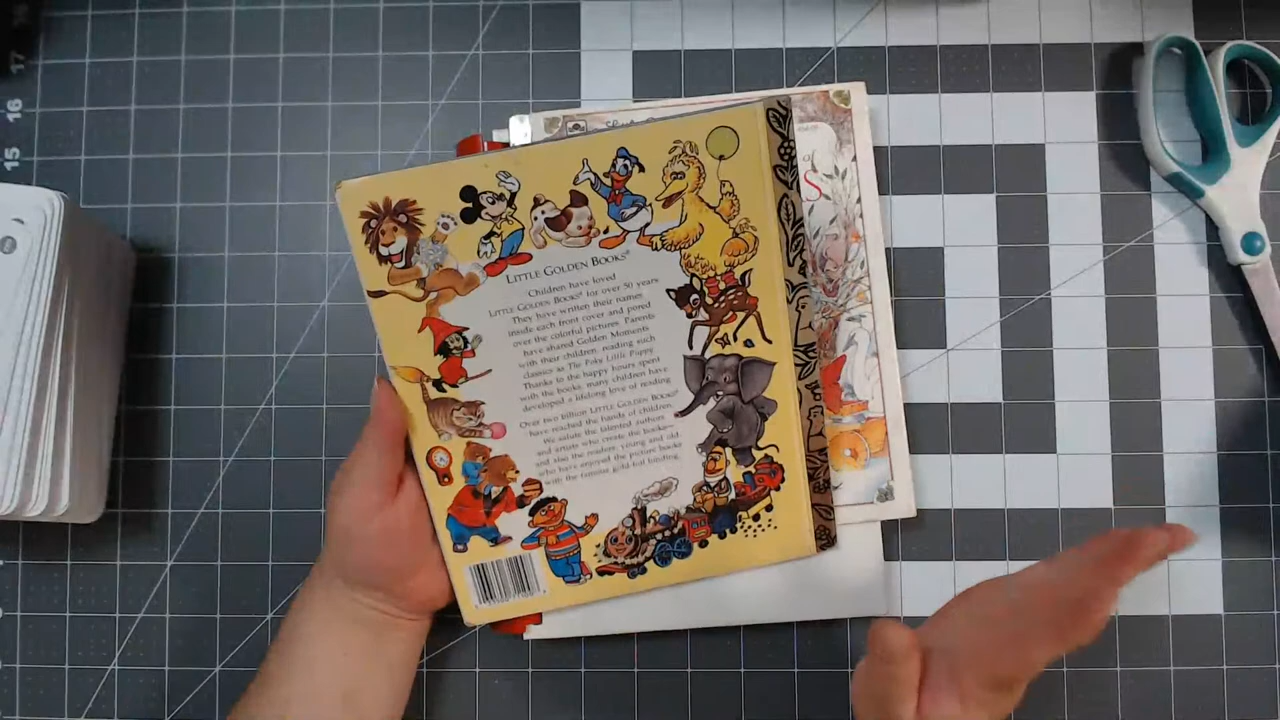 17
16
15
S
LITTLE GOLDEN BOOKS®
Children have loved
LITTLE GOLDEN BOOKS® for over 50 years
They have written their names
inside each front cover and pored
over the colorful pictures. Parents
have shared Golden Moments
with their children, reading such
classics as The Poky Little Puppy.
Thanks to the happy hours spent
with the books, many children have
developed a lifelong love of reading
Over two billion LITTLE GOLDEN BOOKS®
have reached the hands of children.
We salute the talented authors
and artists who create the books—
and also the readers, young and old,
who have enjoyed the picture books
with the famous gold-foil binding.